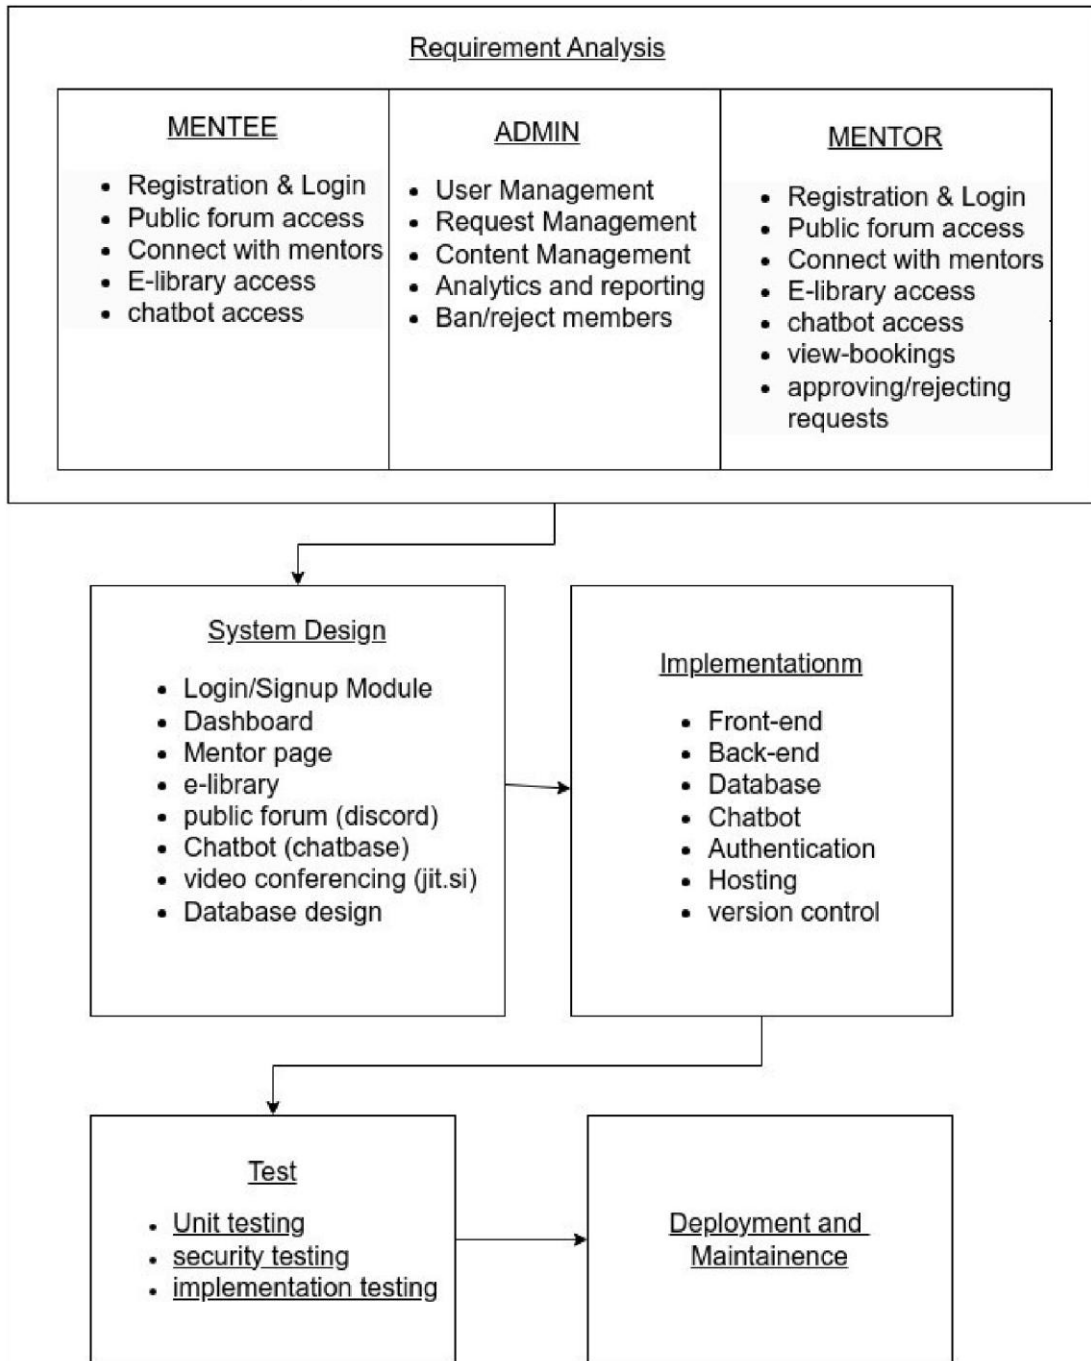 Requirement Analysis
MENTEE
• Registration & Login
• Public forum access
• Connect with mentors
• E-library access
• chatbot access
ADMIN
• User Management
• Request Management
• Content Management
• Analytics and reporting
• Ban/reject members
MENTOR
• Registration & Login
• Public forum access
• Connect with mentors
• E-library access
• chatbot access
• view-bookings
• approving/rejecting
requests
System Design
• Login/Signup Module
• Dashboard
• Mentor page
• e-library
• public forum (discord)
• Chatbot (chatbase)
• video conferencing (jit.si)
• Database design
Implementationm
• Front-end
• Back-end
• Database
• Chatbot
• Authentication
• Hosting
• version control
Test
• Unit testing
• security testing
• implementation testing
Deployment and
Maintainence